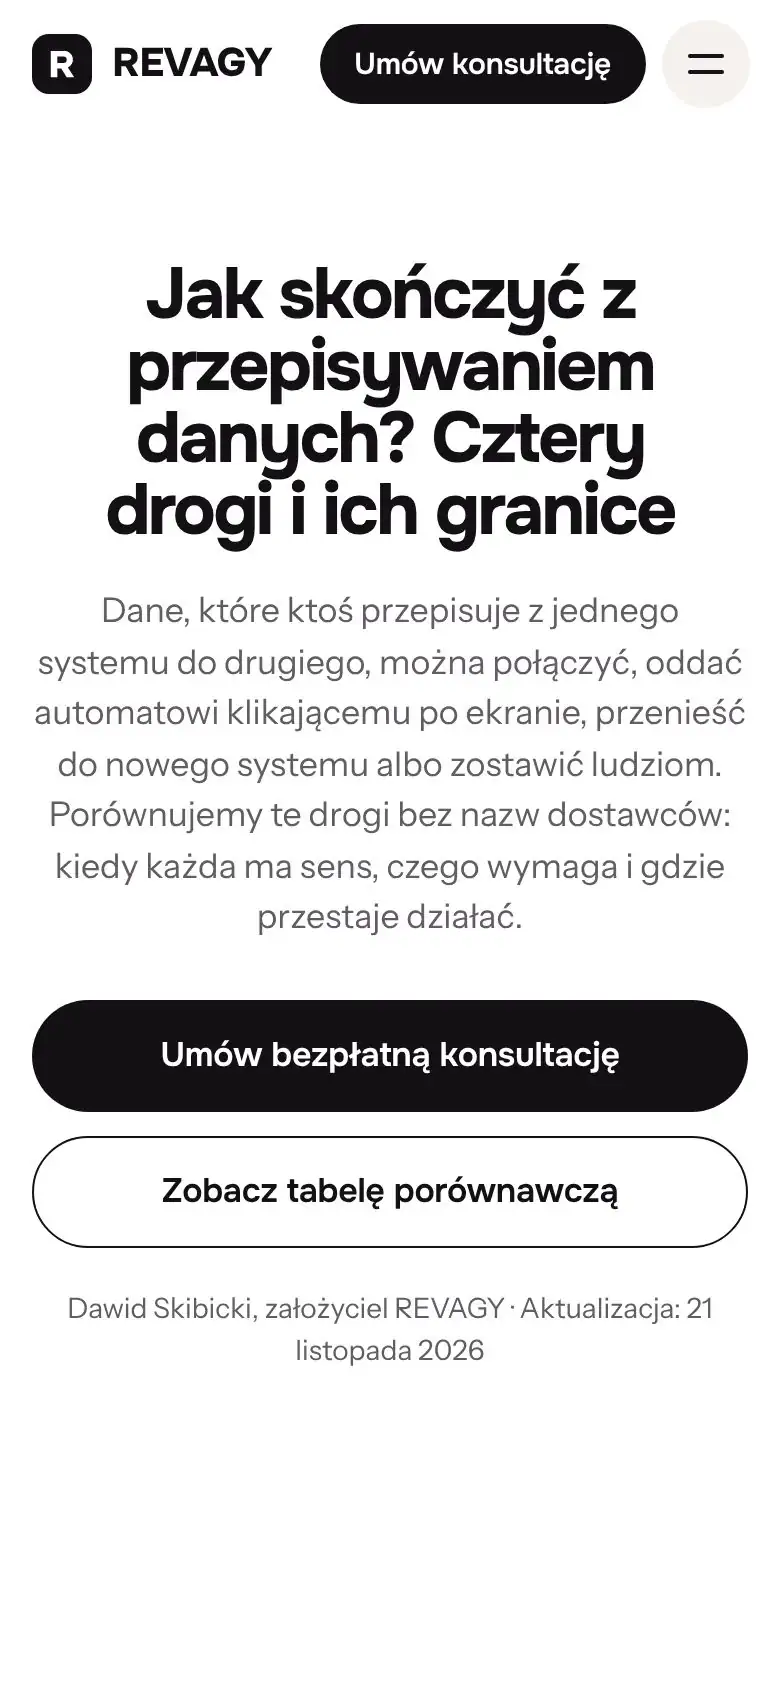 R REVAGY Umów konsultację
Jak skończyć z
przepisywaniem
danych? Cztery
drogi i ich granice
Dane, które ktoś przepisuje z jednego
systemu do drugiego, można połączyć, oddać
automatowi klikającemu po ekranie, przenieść
do nowego systemu albo zostawić ludziom.
Porównujemy te drogi bez nazw dostawców:
kiedy każda ma sens, czego wymaga i gdzie
przestaje działać.
Umów bezpłatną konsultację
Zobacz tabelę porównawczą
Dawid Skibicki, założyciel REVAGY · Aktualizacja: 21
listopada 2026